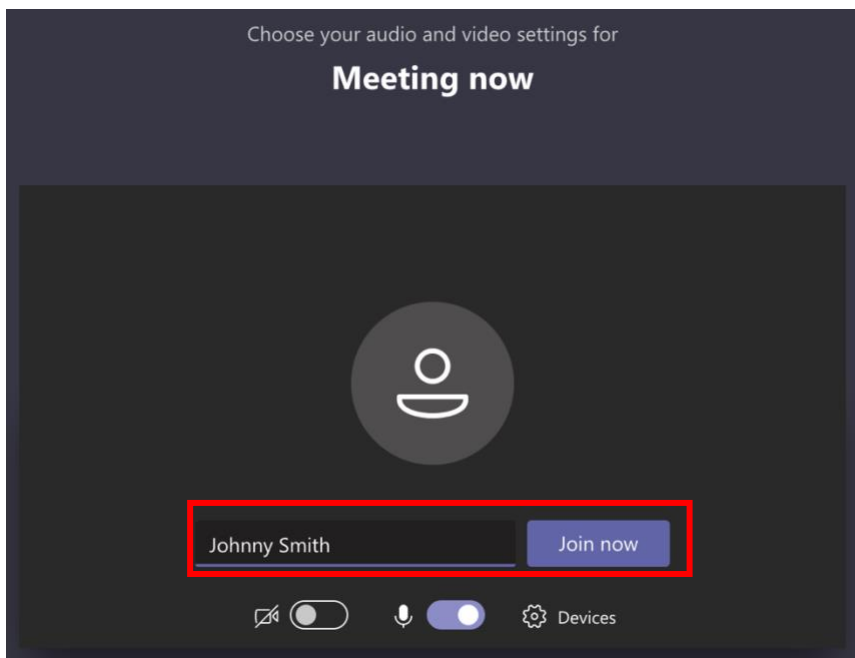 Choose your audio and video settings for
Meeting now
Johnny Smith
Join now
Devices